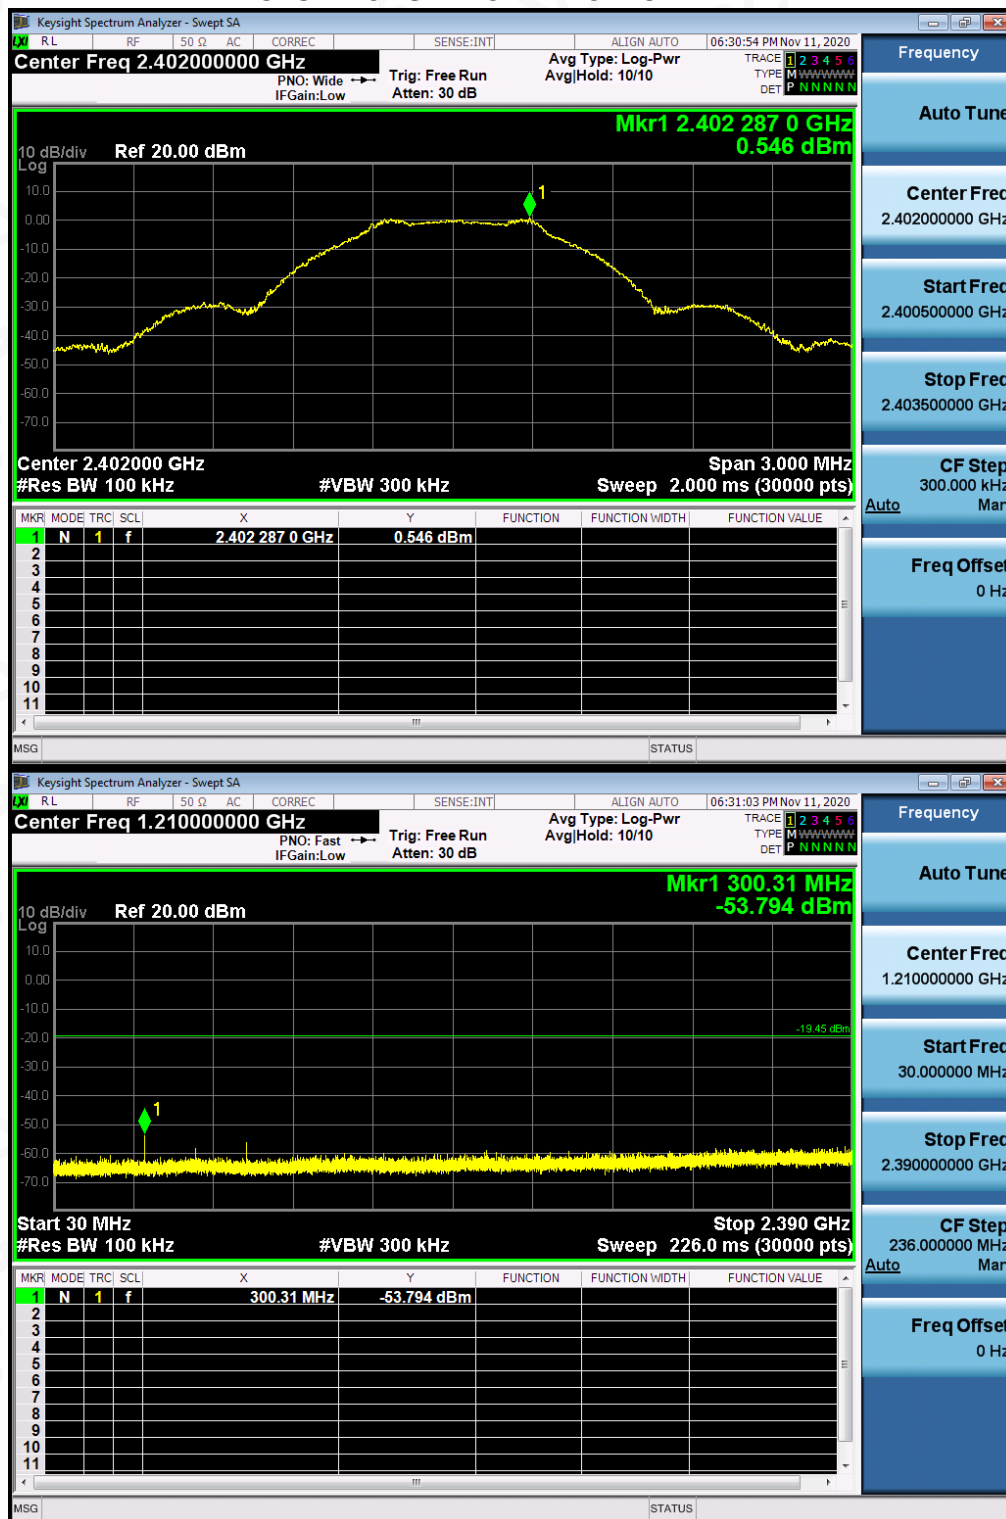 Keysight Spectrum Analyzer - Swept SA
LXI RL RF 50 Ω AC CORREC SENSE:INT ALIGN AUTO 06:30:54 PM Nov 11, 2020
Center Freq 2.402000000 GHz
PNO: Wide
IFGain:Low
Trig: Free Run
Atten: 30 dB
Avg Type: Log-Pwr
Avg|Hold: 10/10
TRACE 1 2 3 4 5 6
TYPE M WWWWW
DET P N N N N N
Mkr1 2.402 287 0 GHz
0.546 dBm
10 dB/div Ref 20.00 dBm
Log
10.0
0.00
-10.0
-20.0
-30.0
-40.0
-50.0
-60.0
-70.0
1
Center 2.402000 GHz Span 3.000 MHz
#Res BW 100 kHz #VBW 300 kHz Sweep 2.000 ms (30000 pts)
MKR MODE TRC SCL X Y FUNCTION FUNCTION WIDTH FUNCTION VALUE
1 N 1 f 2.402 287 0 GHz 0.546 dBm
2
3
4
5
6
7
8
9
10
11
MSG STATUS
Frequency
Auto Tune
Center Freq
2.402000000 GHz
Start Freq
2.400500000 GHz
Stop Freq
2.403500000 GHz
CF Step
300.000 kHz
Auto Man
Freq Offset
0 Hz
Keysight Spectrum Analyzer - Swept SA
LXI RL RF 50 Ω AC CORREC SENSE:INT ALIGN AUTO 06:31:03 PM Nov 11, 2020
Center Freq 1.210000000 GHz
PNO: Fast
IFGain:Low
Trig: Free Run
Atten: 30 dB
Avg Type: Log-Pwr
Avg|Hold: 10/10
TRACE 1 2 3 4 5 6
TYPE M WWWWW
DET P N N N N N
Mkr1 300.31 MHz
-53.794 dBm
10 dB/div Ref 20.00 dBm
Log
10.0
0.00
-10.0
-20.0
-30.0
-40.0
-50.0
-60.0
-70.0
-19.45 dBm
1
Start 30 MHz Stop 2.390 GHz
#Res BW 100 kHz #VBW 300 kHz Sweep 226.0 ms (30000 pts)
MKR MODE TRC SCL X Y FUNCTION FUNCTION WIDTH FUNCTION VALUE
1 N 1 f 300.31 MHz -53.794 dBm
2
3
4
5
6
7
8
9
10
11
MSG STATUS
Frequency
Auto Tune
Center Freq
1.210000000 GHz
Start Freq
30.000000 MHz
Stop Freq
2.390000000 GHz
CF Step
236.000000 MHz
Auto Man
Freq Offset
0 Hz